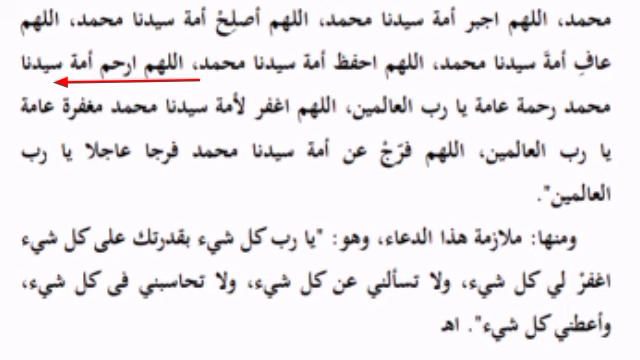 محمد، اللهم اجبر أمة سيدنا محمد، اللهم أصلِحْ أمة سيدنا محمد، اللهم
عافِ أمةَ سيدنا محمد، اللهم احفظ أمة سيدنا محمد، اللهم ارحم أمة سيدنا
محمد رحمة عامة يا رب العالمين، اللهم اغفر لأمة سيدنا محمد مغفرة عامة
يا رب العالمين، اللهم فرّجْ عن أمة سيدنا محمد فرجا عاجلا يا رب
العالمين".
ومنها: ملازمة هذا الدعاء، وهو: "يا رب كل شيء بقدرتك على كل شيء
اغفرْ لي كل شيء، ولا تسألني عن كل شيء، ولا تحاسبني في كل شيء،
وأعطني كل شيء". اهـ